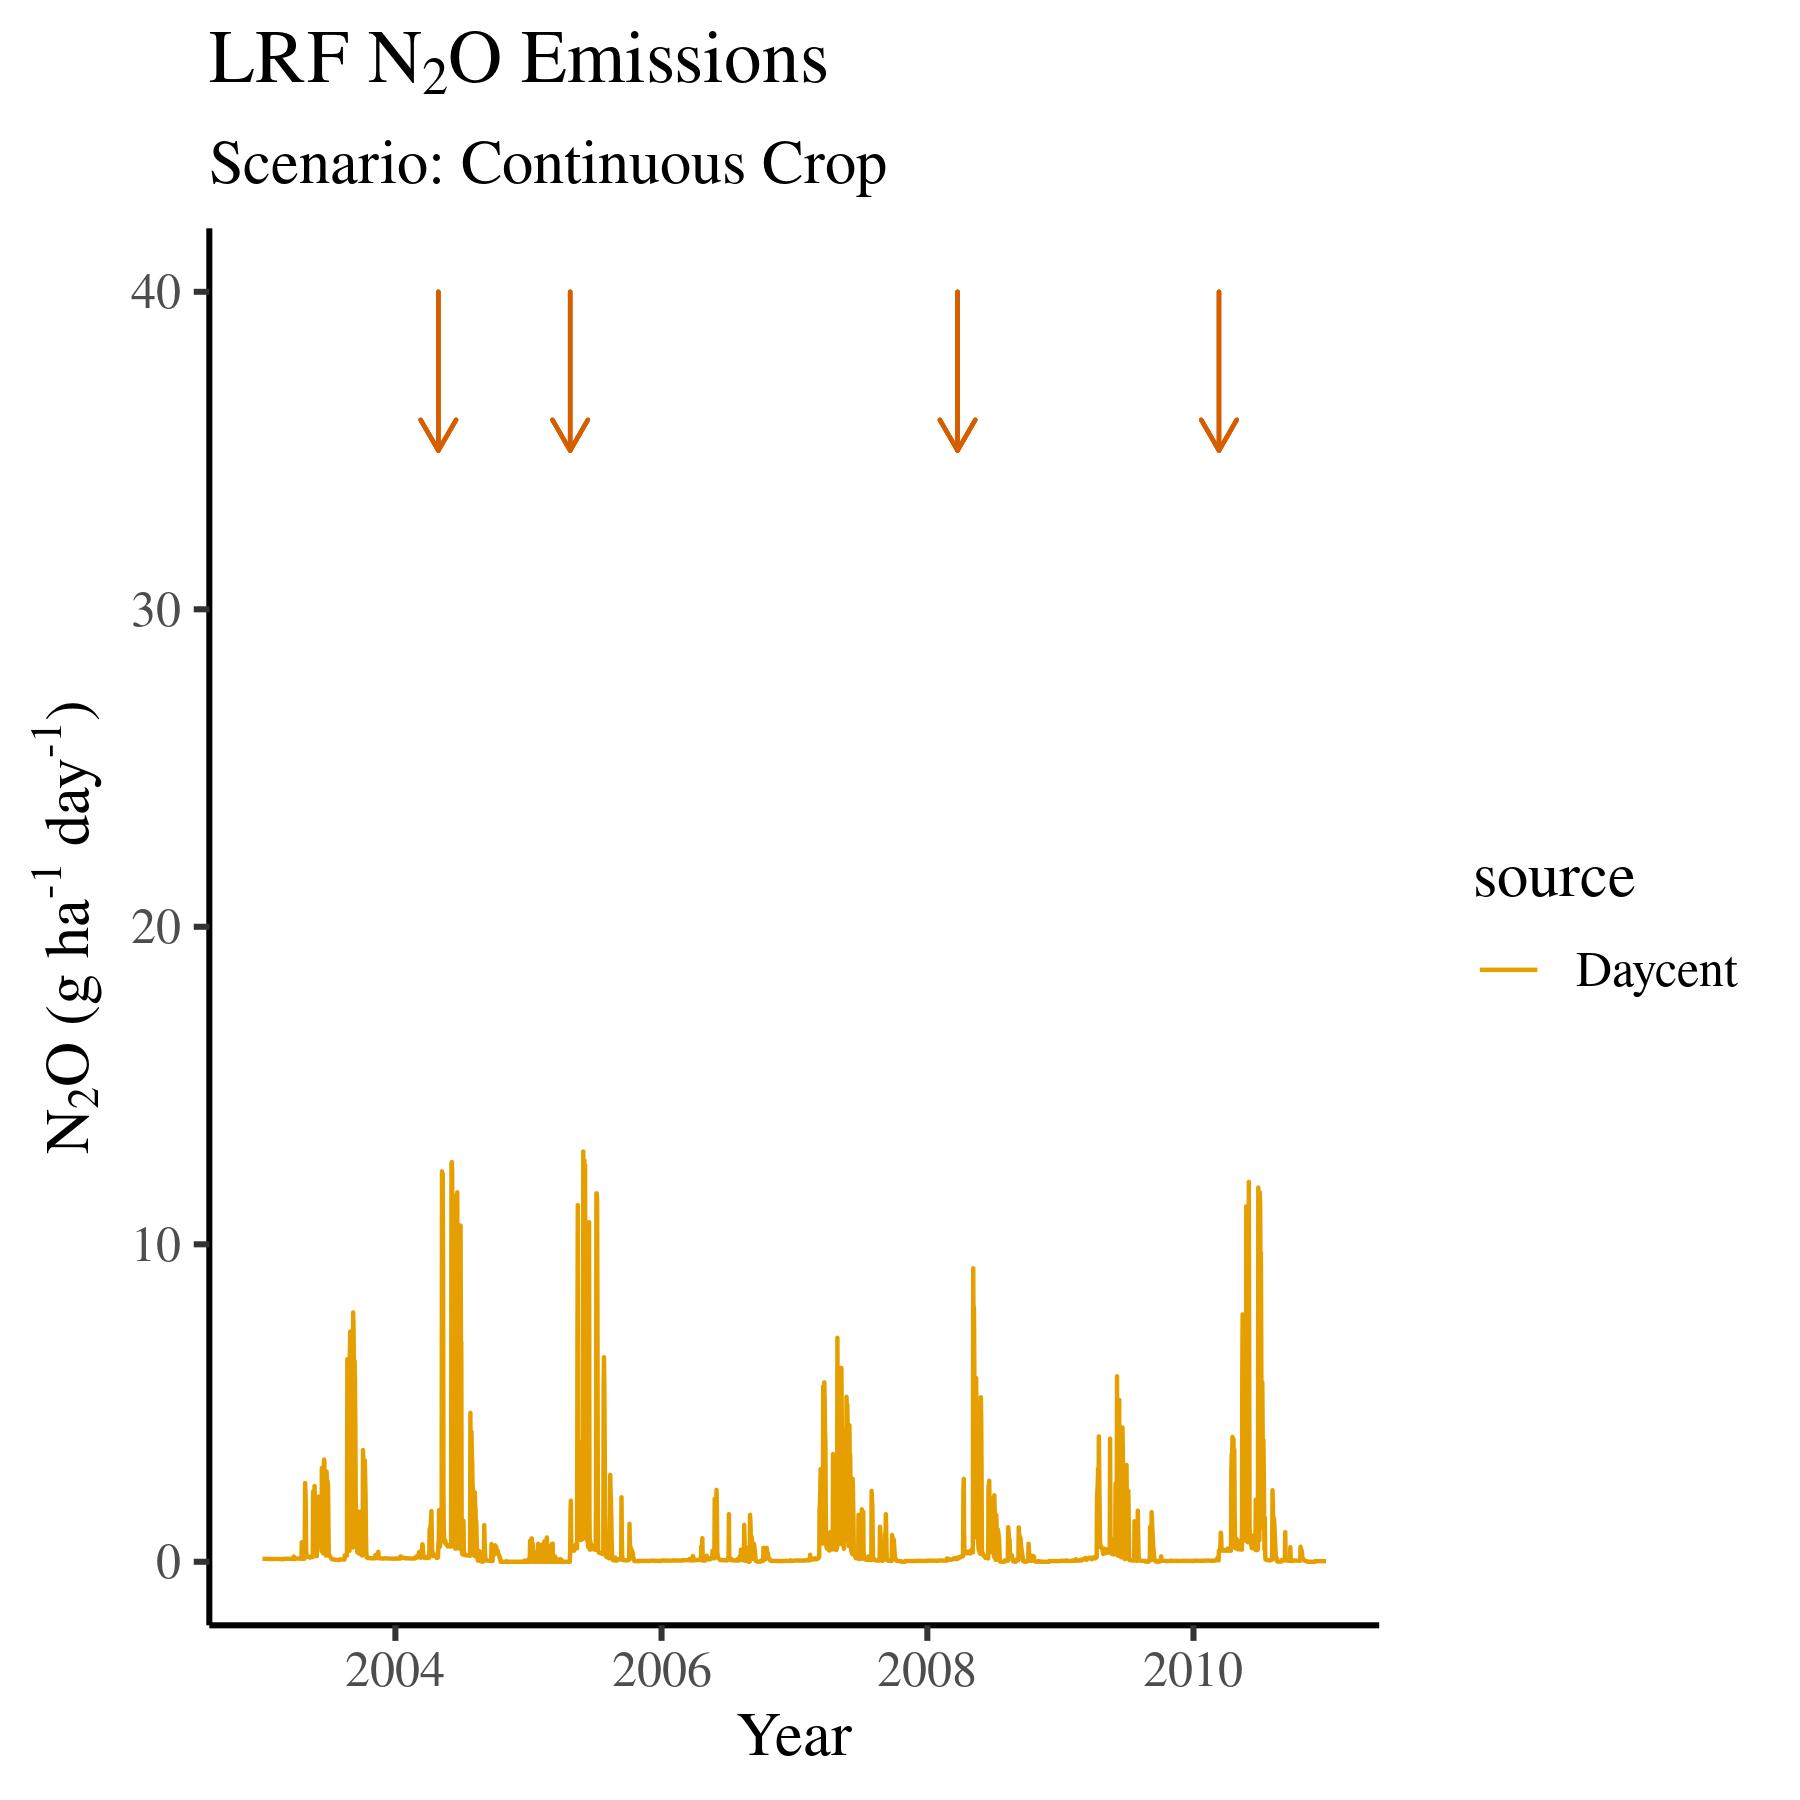 LRF N₂O Emissions
Scenario: Continuous Crop
N₂O (g ha⁻¹ day⁻¹)
40
30
20
10
0
2004 2006 2008 2010
Year
source
Daycent